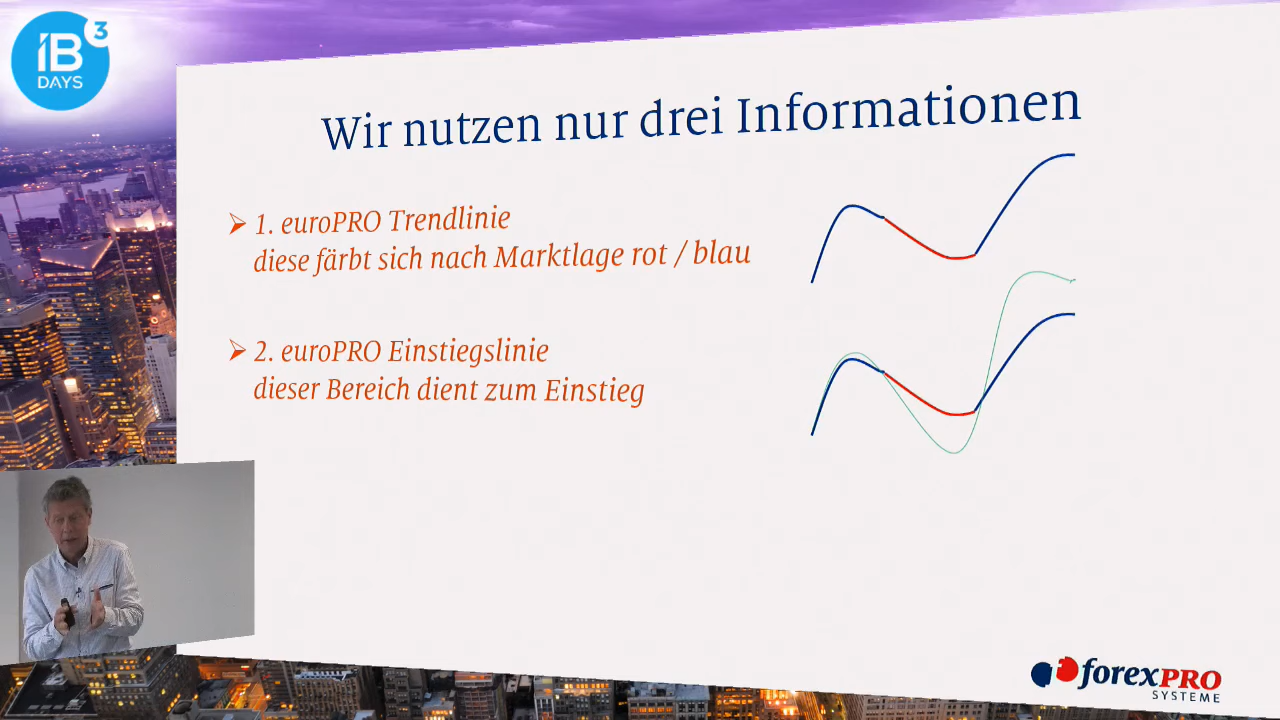 iB 3
DAYS
Wir nutzen nur drei Informationen
➢ 1. euroPRO Trendlinie
diese färbt sich nach Marktlage rot / blau
➢ 2. euroPRO Einstiegslinie
dieser Bereich dient zum Einstieg
forexPRO
SYSTEME